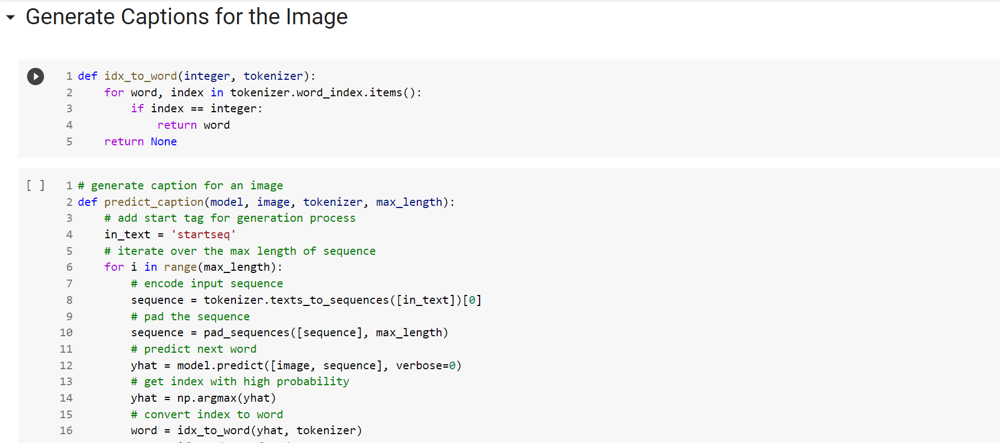 Generate Captions for the Image
1 def idx_to_word(integer, tokenizer):
2     for word, index in tokenizer.word_index.items():
3         if index == integer:
4             return word
5     return None
[ ] 1 # generate caption for an image
2 def predict_caption(model, image, tokenizer, max_length):
3     # add start tag for generation process
4     in_text = 'startseq'
5     # iterate over the max length of sequence
6     for i in range(max_length):
7         # encode input sequence
8         sequence = tokenizer.texts_to_sequences([in_text])[0]
9         # pad the sequence
10         sequence = pad_sequences([sequence], max_length)
11         # predict next word
12         yhat = model.predict([image, sequence], verbose=0)
13         # get index with high probability
14         yhat = np.argmax(yhat)
15         # convert index to word
16         word = idx_to_word(yhat, tokenizer)